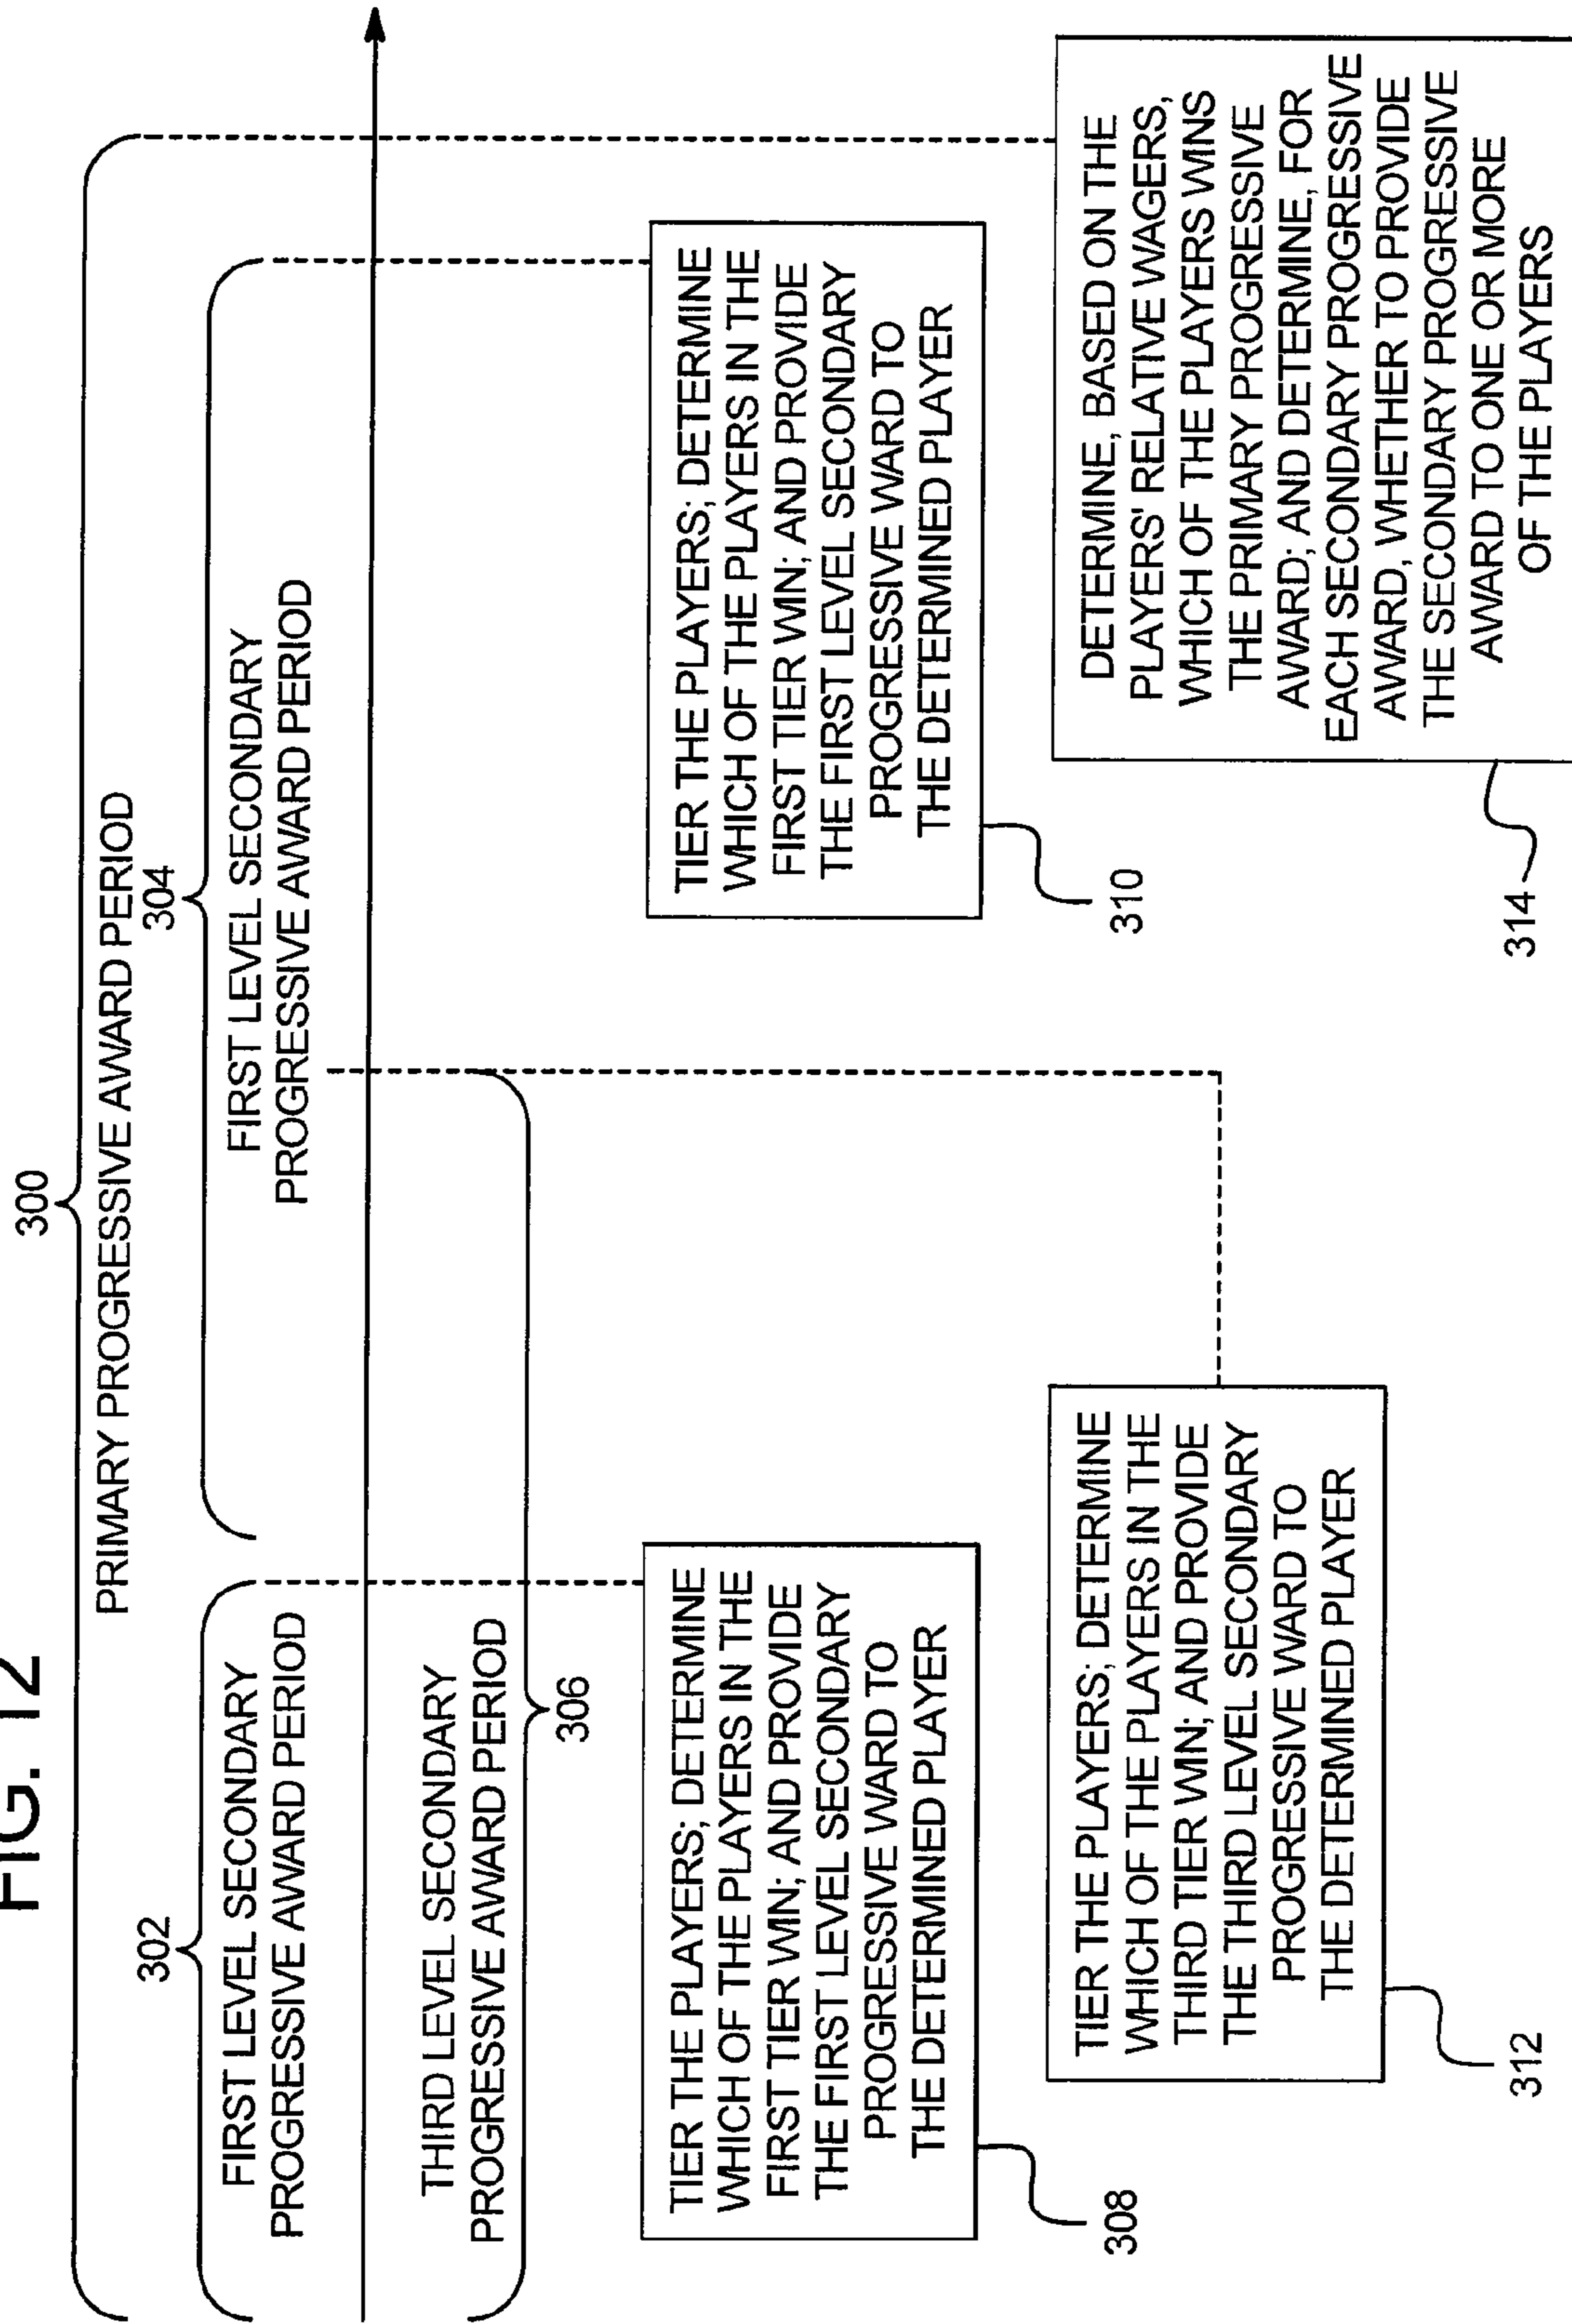 FIG. 12
300
PRIMARY PROGRESSIVE AWARD PERIOD
302
304
FIRST LEVEL SECONDARY
PROGRESSIVE AWARD PERIOD
FIRST LEVEL SECONDARY
PROGRESSIVE AWARD PERIOD
THIRD LEVEL SECONDARY
PROGRESSIVE AWARD PERIOD
306
TIER THE PLAYERS; DETERMINE
WHICH OF THE PLAYERS IN THE
FIRST TIER WIN; AND PROVIDE
THE FIRST LEVEL SECONDARY
PROGRESSIVE WARD TO
THE DETERMINED PLAYER
308
TIER THE PLAYERS; DETERMINE
WHICH OF THE PLAYERS IN THE
FIRST TIER WIN; AND PROVIDE
THE FIRST LEVEL SECONDARY
PROGRESSIVE WARD TO
THE DETERMINED PLAYER
310
TIER THE PLAYERS; DETERMINE
WHICH OF THE PLAYERS IN THE
THIRD TIER WIN; AND PROVIDE
THE THIRD LEVEL SECONDARY
PROGRESSIVE WARD TO
THE DETERMINED PLAYER
312
DETERMINE, BASED ON THE
PLAYERS' RELATIVE WAGERS,
WHICH OF THE PLAYERS WINS
THE PRIMARY PROGRESSIVE
AWARD; AND DETERMINE, FOR
EACH SECONDARY PROGRESSIVE
AWARD, WHETHER TO PROVIDE
THE SECONDARY PROGRESSIVE
AWARD TO ONE OR MORE
OF THE PLAYERS
314